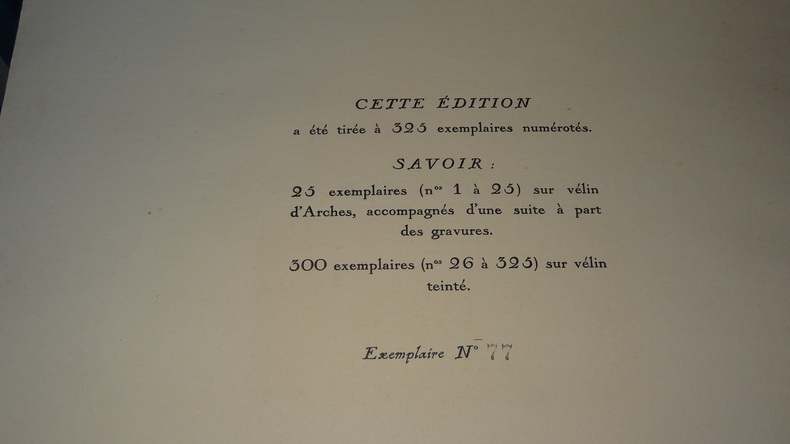 CETTE ÉDITION
a été tirée à 325 exemplaires numérotés.
SAVOIR :
25 exemplaires (nos 1 à 25) sur vélin
d'Arches, accompagnés d'une suite à part
des gravures.
300 exemplaires (nos 26 à 325) sur vélin
teinté.
Exemplaire N° 77